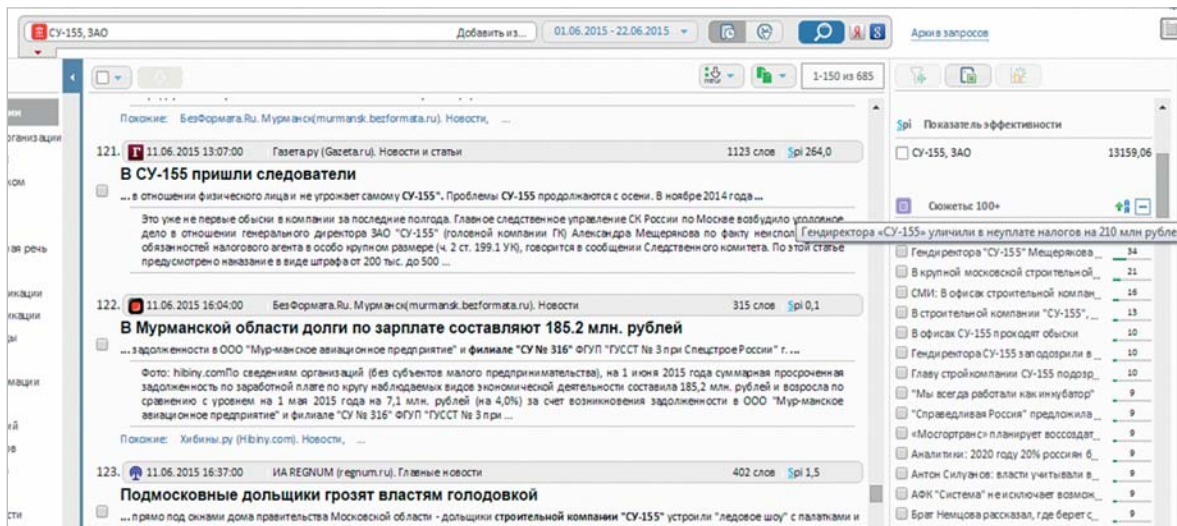 СУ-155, ЗАО
Добавить из...
01.06.2015 - 22.06.2015
Я
8
Архив запросов
new
1-150 из 685
Похожие: БезФормата.Ru. Мурманск(murmansk.bezformata.ru). Новости, ...
121. Г 11.06.2015 13:07:00 Газета.ру (Gazeta.ru). Новости и статьи 1123 слов Spi 264,0
В СУ-155 пришли следователи
... в отношении физического лица и не угрожает самому СУ-155". Проблемы СУ-155 продолжаются с осени. В ноябре 2014 года ...
Это уже не первые обыски в компании за последние полгода. Главное следственное управление СК России по Москве возбудило уголовное
дело в отношении генерального директора ЗАО "СУ-155" (головной компании ГК) Александра Мещерякова по факту неиспол
обязанностей налогового агента в особо крупном размере (ч. 2 ст. 199.1 УК), говорится в сообщении Следственного комитета. По этой статье
предусмотрено наказание в виде штрафа от 200 тыс. до 500 ...
122. 11.06.2015 16:04:00 БезФормата.Ru. Мурманск(murmansk.bezformata.ru). Новости 315 слов Spi 0,1
В Мурманской области долги по зарплате составляют 185.2 млн. рублей
... задолженности в ООО "Мур-манское авиационное предприятие" и филиале "СУ № 316" ФГУП "ГУССТ № 3 при Спецстрое России" г. ...
Фото: hibiny.comПо сведениям организаций (без субъектов малого предпринимательства), на 1 июня 2015 года суммарная просроченная
задолженность по заработной плате по кругу наблюдаемых видов экономической деятельности составила 185,2 млн. рублей и возросла по
сравнению с уровнем на 1 мая 2015 года на 7,1 млн. рублей (на 4,0%) за счет возникновения задолженности в ООО "Мур-манское
авиационное предприятие" и филиале "СУ № 316" ФГУП "ГУССТ № 3 при ...
Похожие: Хибины.ру (Hibiny.com). Новости, ...
123. 11.06.2015 16:37:00 ИА REGNUM (regnum.ru). Главные новости 402 слов Spi 1,5
Подмосковные дольщики грозят властям голодовкой
... прямо под окнами дома правительства Московской области - дольщики строительной компании "СУ-155" устроили "ледовое шоу" с палатками и
Spi Показатель эффективности
СУ-155, ЗАО 13159,06
Сюжеты: 100+
Гендиректора «СУ-155» уличили в неуплате налогов на 210 млн рубле
Гендиректора "СУ-155" Мещерякова... 34
В крупной московской строительной... 21
СМИ: В офисах строительной компан... 16
В строительной компании "СУ-155", ... 13
В офисах СУ-155 проходят обыски 10
Гендиректора СУ-155 заподозрили в ... 10
Главу стройкомпании СУ-155 подозр... 10
"Мы всегда работали как инкубатор" 9
"Справедливая Россия" предложила ... 9
«Мосгортранс» планирует воссоздат... 9
Аналитики: 2020 году 20% россиян б... 9
Антон Силуанов: власти учитывали в... 9
АФК "Система" не исключает возмож... 9
Брат Немцова рассказал, где берет с... 9